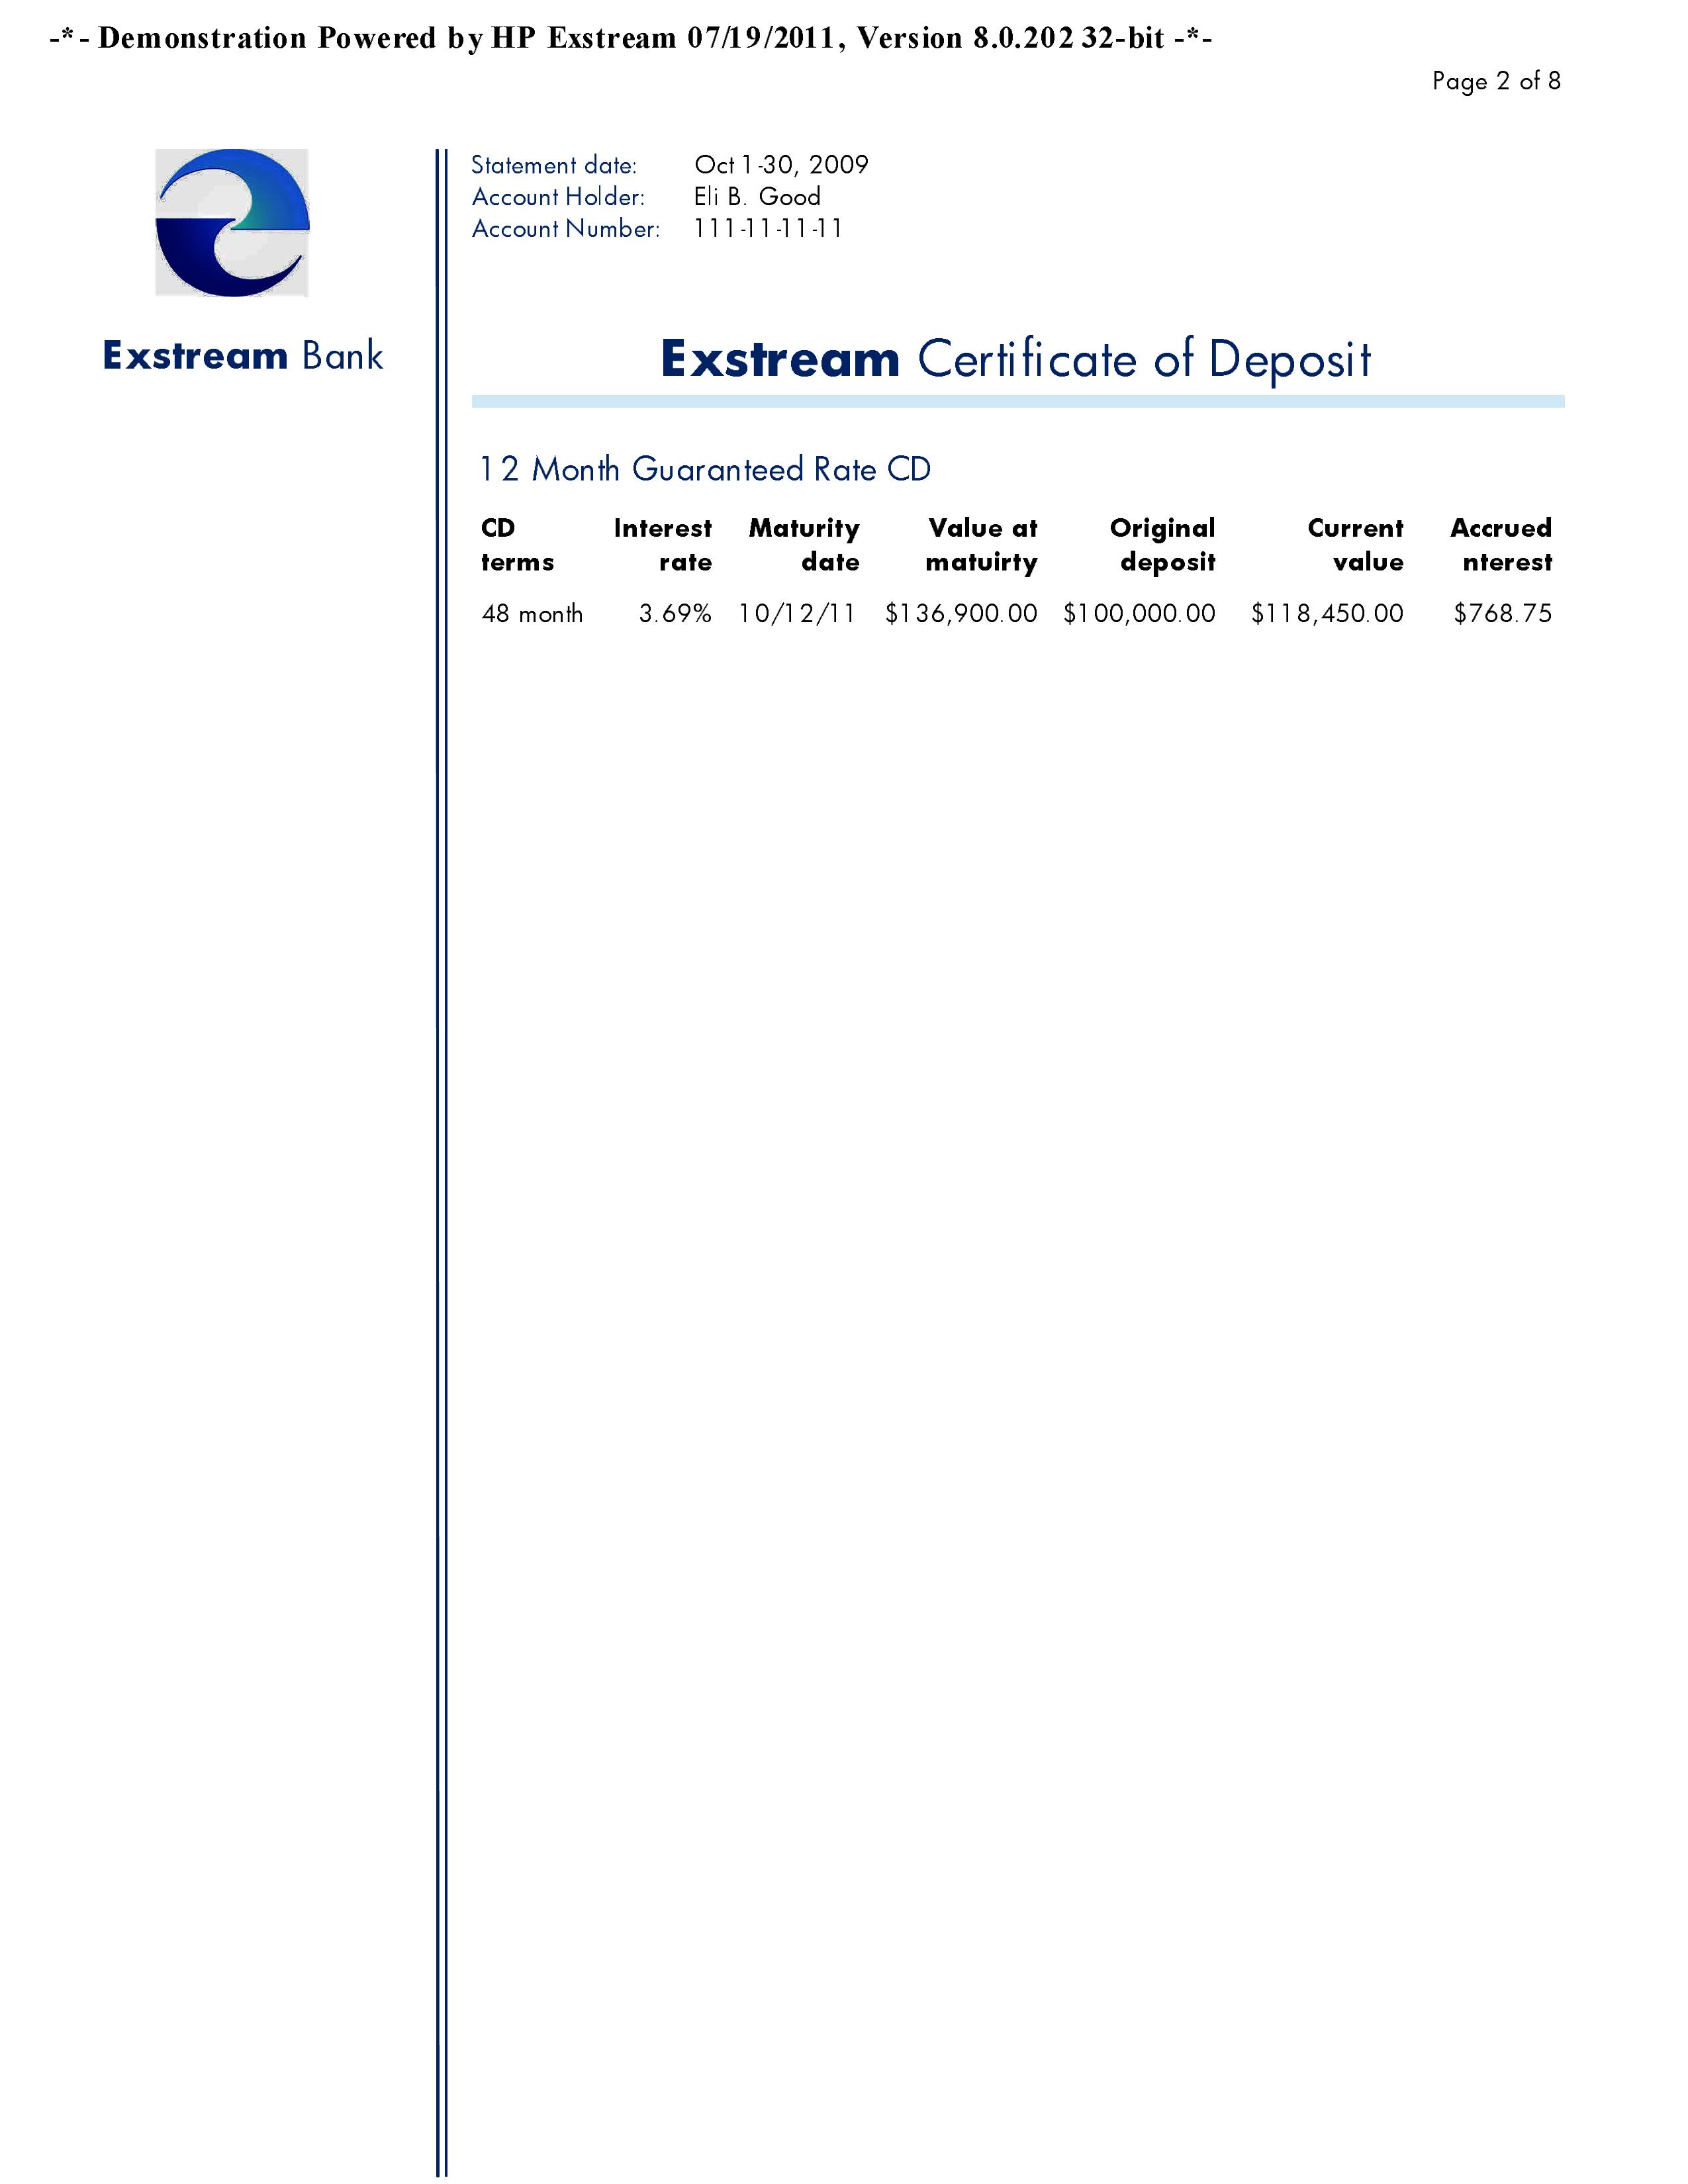 -*- Demonstration Powered by HP Exstream 07/19/2011, Version 8.0.202 32-bit -*-
Page 2 of 8
Statement date: Oct 1-30, 2009
Account Holder: Eli B. Good
Account Number: 111-11-11-11
Exstream Bank
Exstream Certificate of Deposit
12 Month Guaranteed Rate CD
CD Interest Maturity Value at Original Current Accrued
terms rate date matuirty deposit value nterest
48 month 3.69% 10/12/11 $136,900.00 $100,000.00 $118,450.00 $768.75